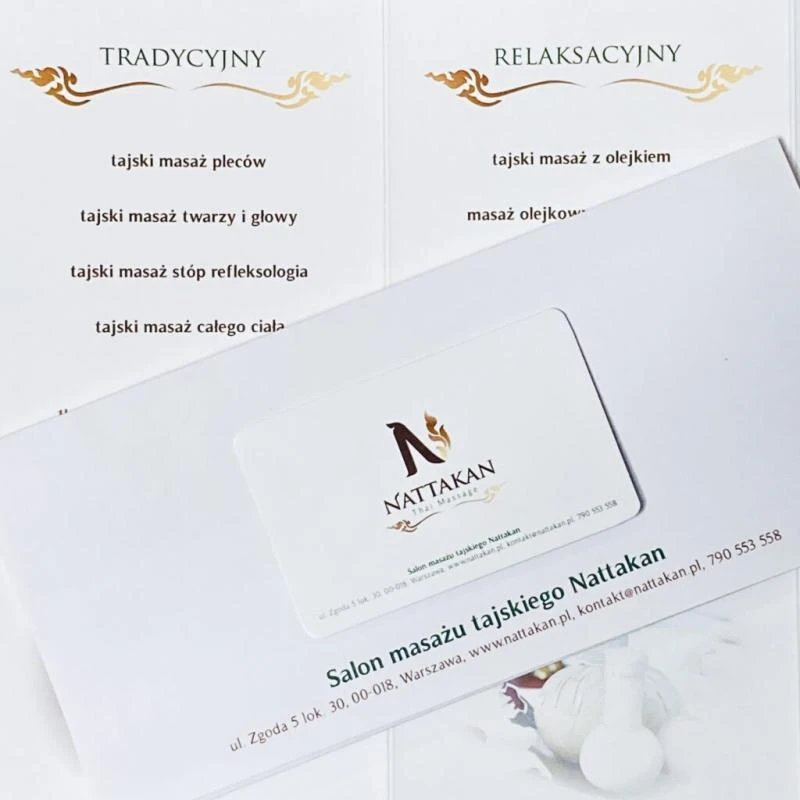 TRADYCYJNY
tajski masaż pleców
tajski masaż twarzy i głowy
tajski masaż stóp refleksologia
tajski masaż całego ciała
RELAKSACYJNY
tajski masaż z olejkiem
masaż
NATTAKAN
Thai Massage
Salon masażu tajskiego Nattakan
ul. Zgoda 5 lok. 30, 00-018, Warszawa, www.nattakan.pl, kontakt@nattakan.pl, 790 553 558
Salon masażu tajskiego Nattakan
ul. Zgoda 5 lok. 30, 00-018, Warszawa, www.nattakan.pl, kontakt@nattakan.pl, 790 553 558